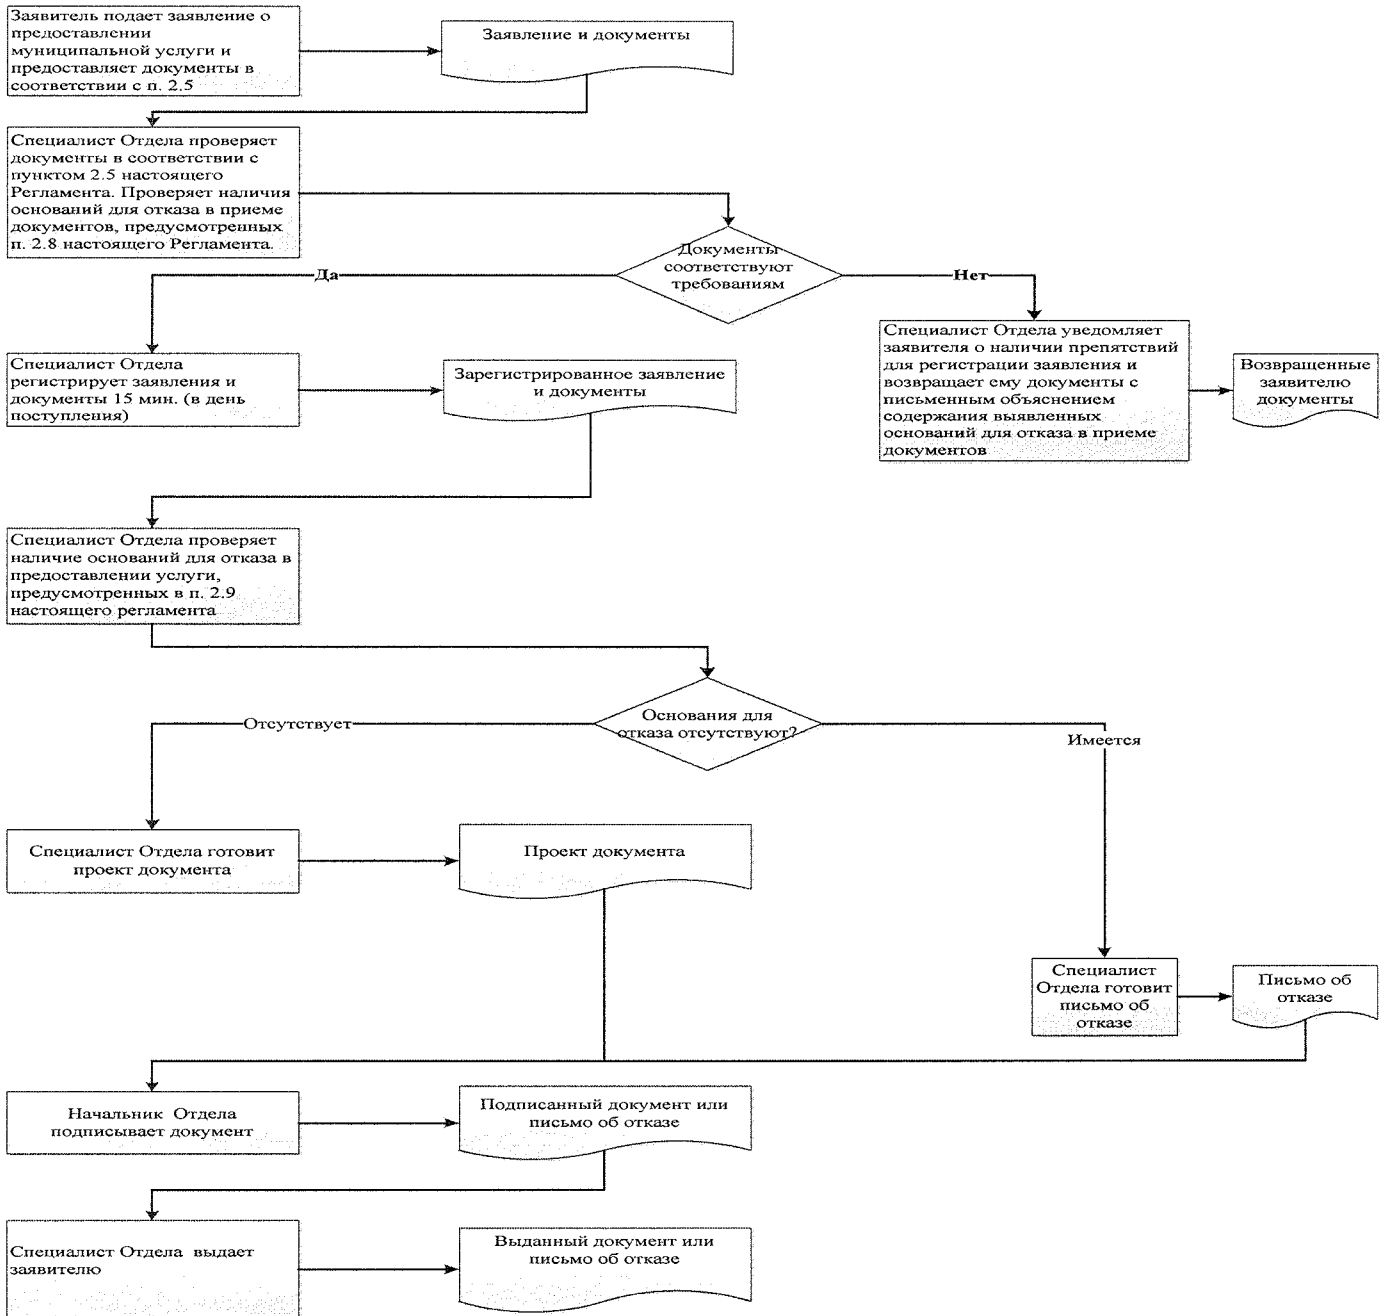 Заявитель подает заявление о
предоставлении
муниципальной услуги и
предоставляет документы в
соответствии с п. 2.5
Заявление и документы
Специалист Отдела проверяет
документы в соответствии с
пунктом 2.5 настоящего
Регламента. Проверяет наличия
оснований для отказа в приеме
документов, предусмотренных
п. 2.8 настоящего Регламента.
Документы
соответствуют
требованиям
Да
Нет
Специалист Отдела
регистрирует заявления и
документы 15 мин. (в день
поступления)
Зарегистрированное заявление
и документы
Специалист Отдела уведомляет
заявителя о наличии препятствий
для регистрации заявления и
возвращает ему документы с
письменным объяснением
содержания выявленных
оснований для отказа в приеме
документов
Возвращенные
заявителю
документы
Специалист Отдела проверяет
наличие оснований для отказа в
предоставлении услуги,
предусмотренных в п. 2.9
настоящего регламента
Основания для
отказа отсутствуют?
Отсутствует
Имеется
Специалист Отдела готовит
проект документа
Проект документа
Специалист
Отдела готовит
письмо об
отказе
Письмо об
отказе
Начальник Отдела
подписывает документ
Подписанный документ или
письмо об отказе
Специалист Отдела выдает
заявителю
Выданный документ или
письмо об отказе